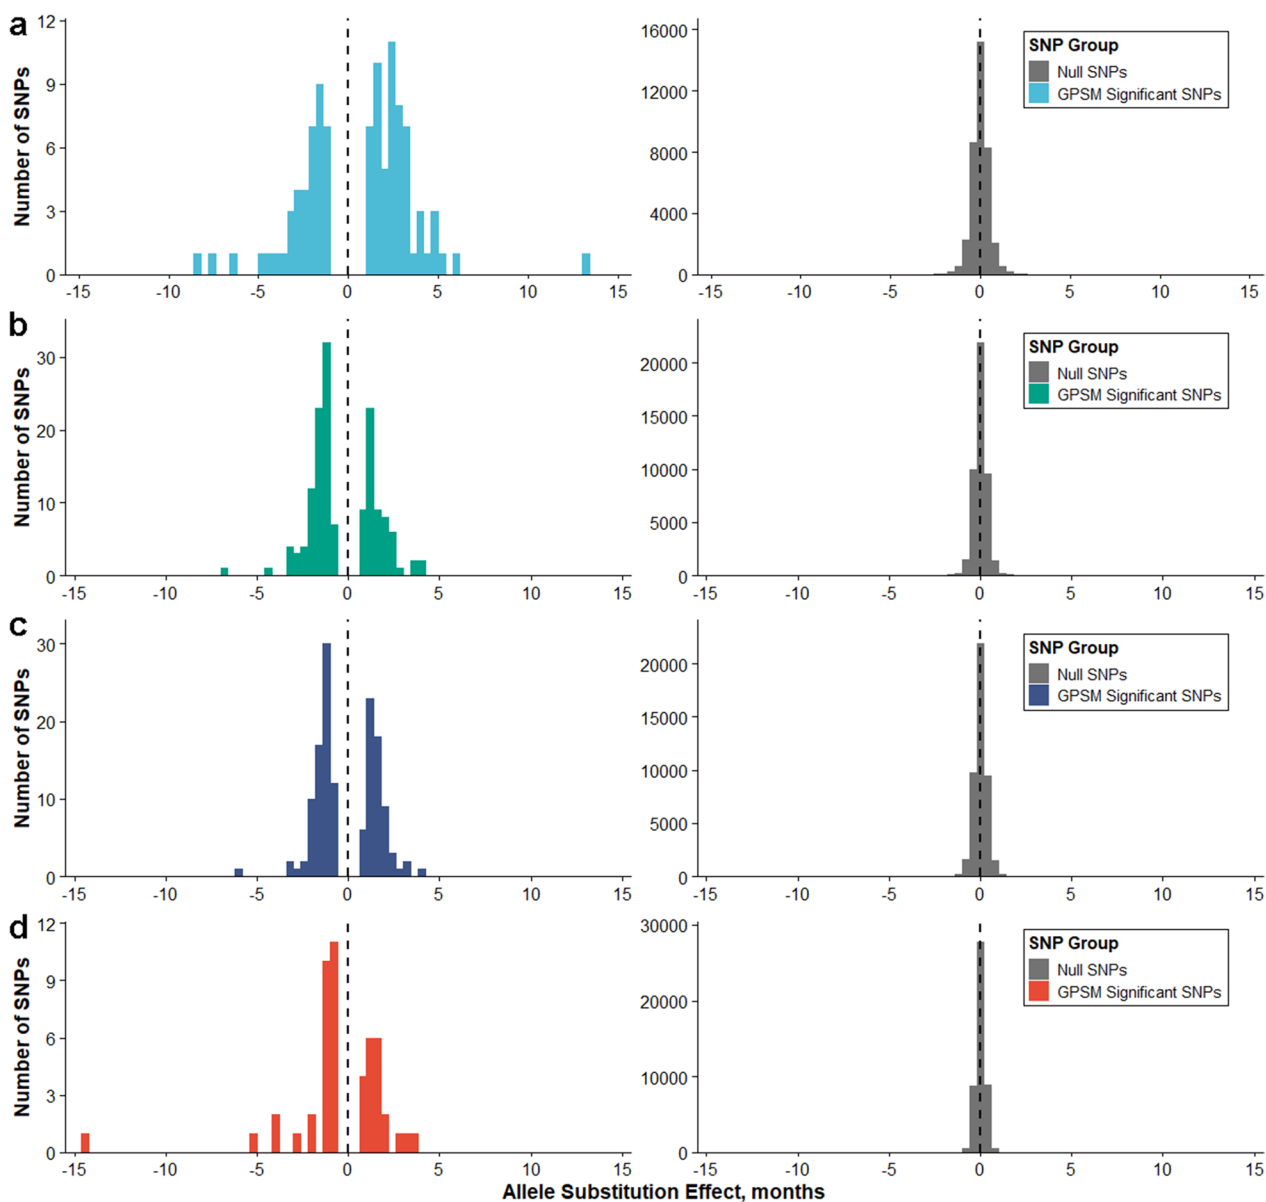 a
Number of SNPs
12
9
6
3
0
-15 -10 -5 0 5 10 15
16000
12000
8000
4000
0
-15 -10 -5 0 5 10 15
SNP Group
Null SNPs
GPSM Significant SNPs
b
Number of SNPs
30
20
10
0
-15 -10 -5 0 5 10 15
20000
15000
10000
5000
0
-15 -10 -5 0 5 10 15
SNP Group
Null SNPs
GPSM Significant SNPs
c
Number of SNPs
30
20
10
0
-15 -10 -5 0 5 10 15
20000
15000
10000
5000
0
-15 -10 -5 0 5 10 15
SNP Group
Null SNPs
GPSM Significant SNPs
d
Number of SNPs
12
9
6
3
0
-15 -10 -5 0 5 10 15
30000
20000
10000
0
-15 -10 -5 0 5 10 15
SNP Group
Null SNPs
GPSM Significant SNPs
Allele Substitution Effect, months